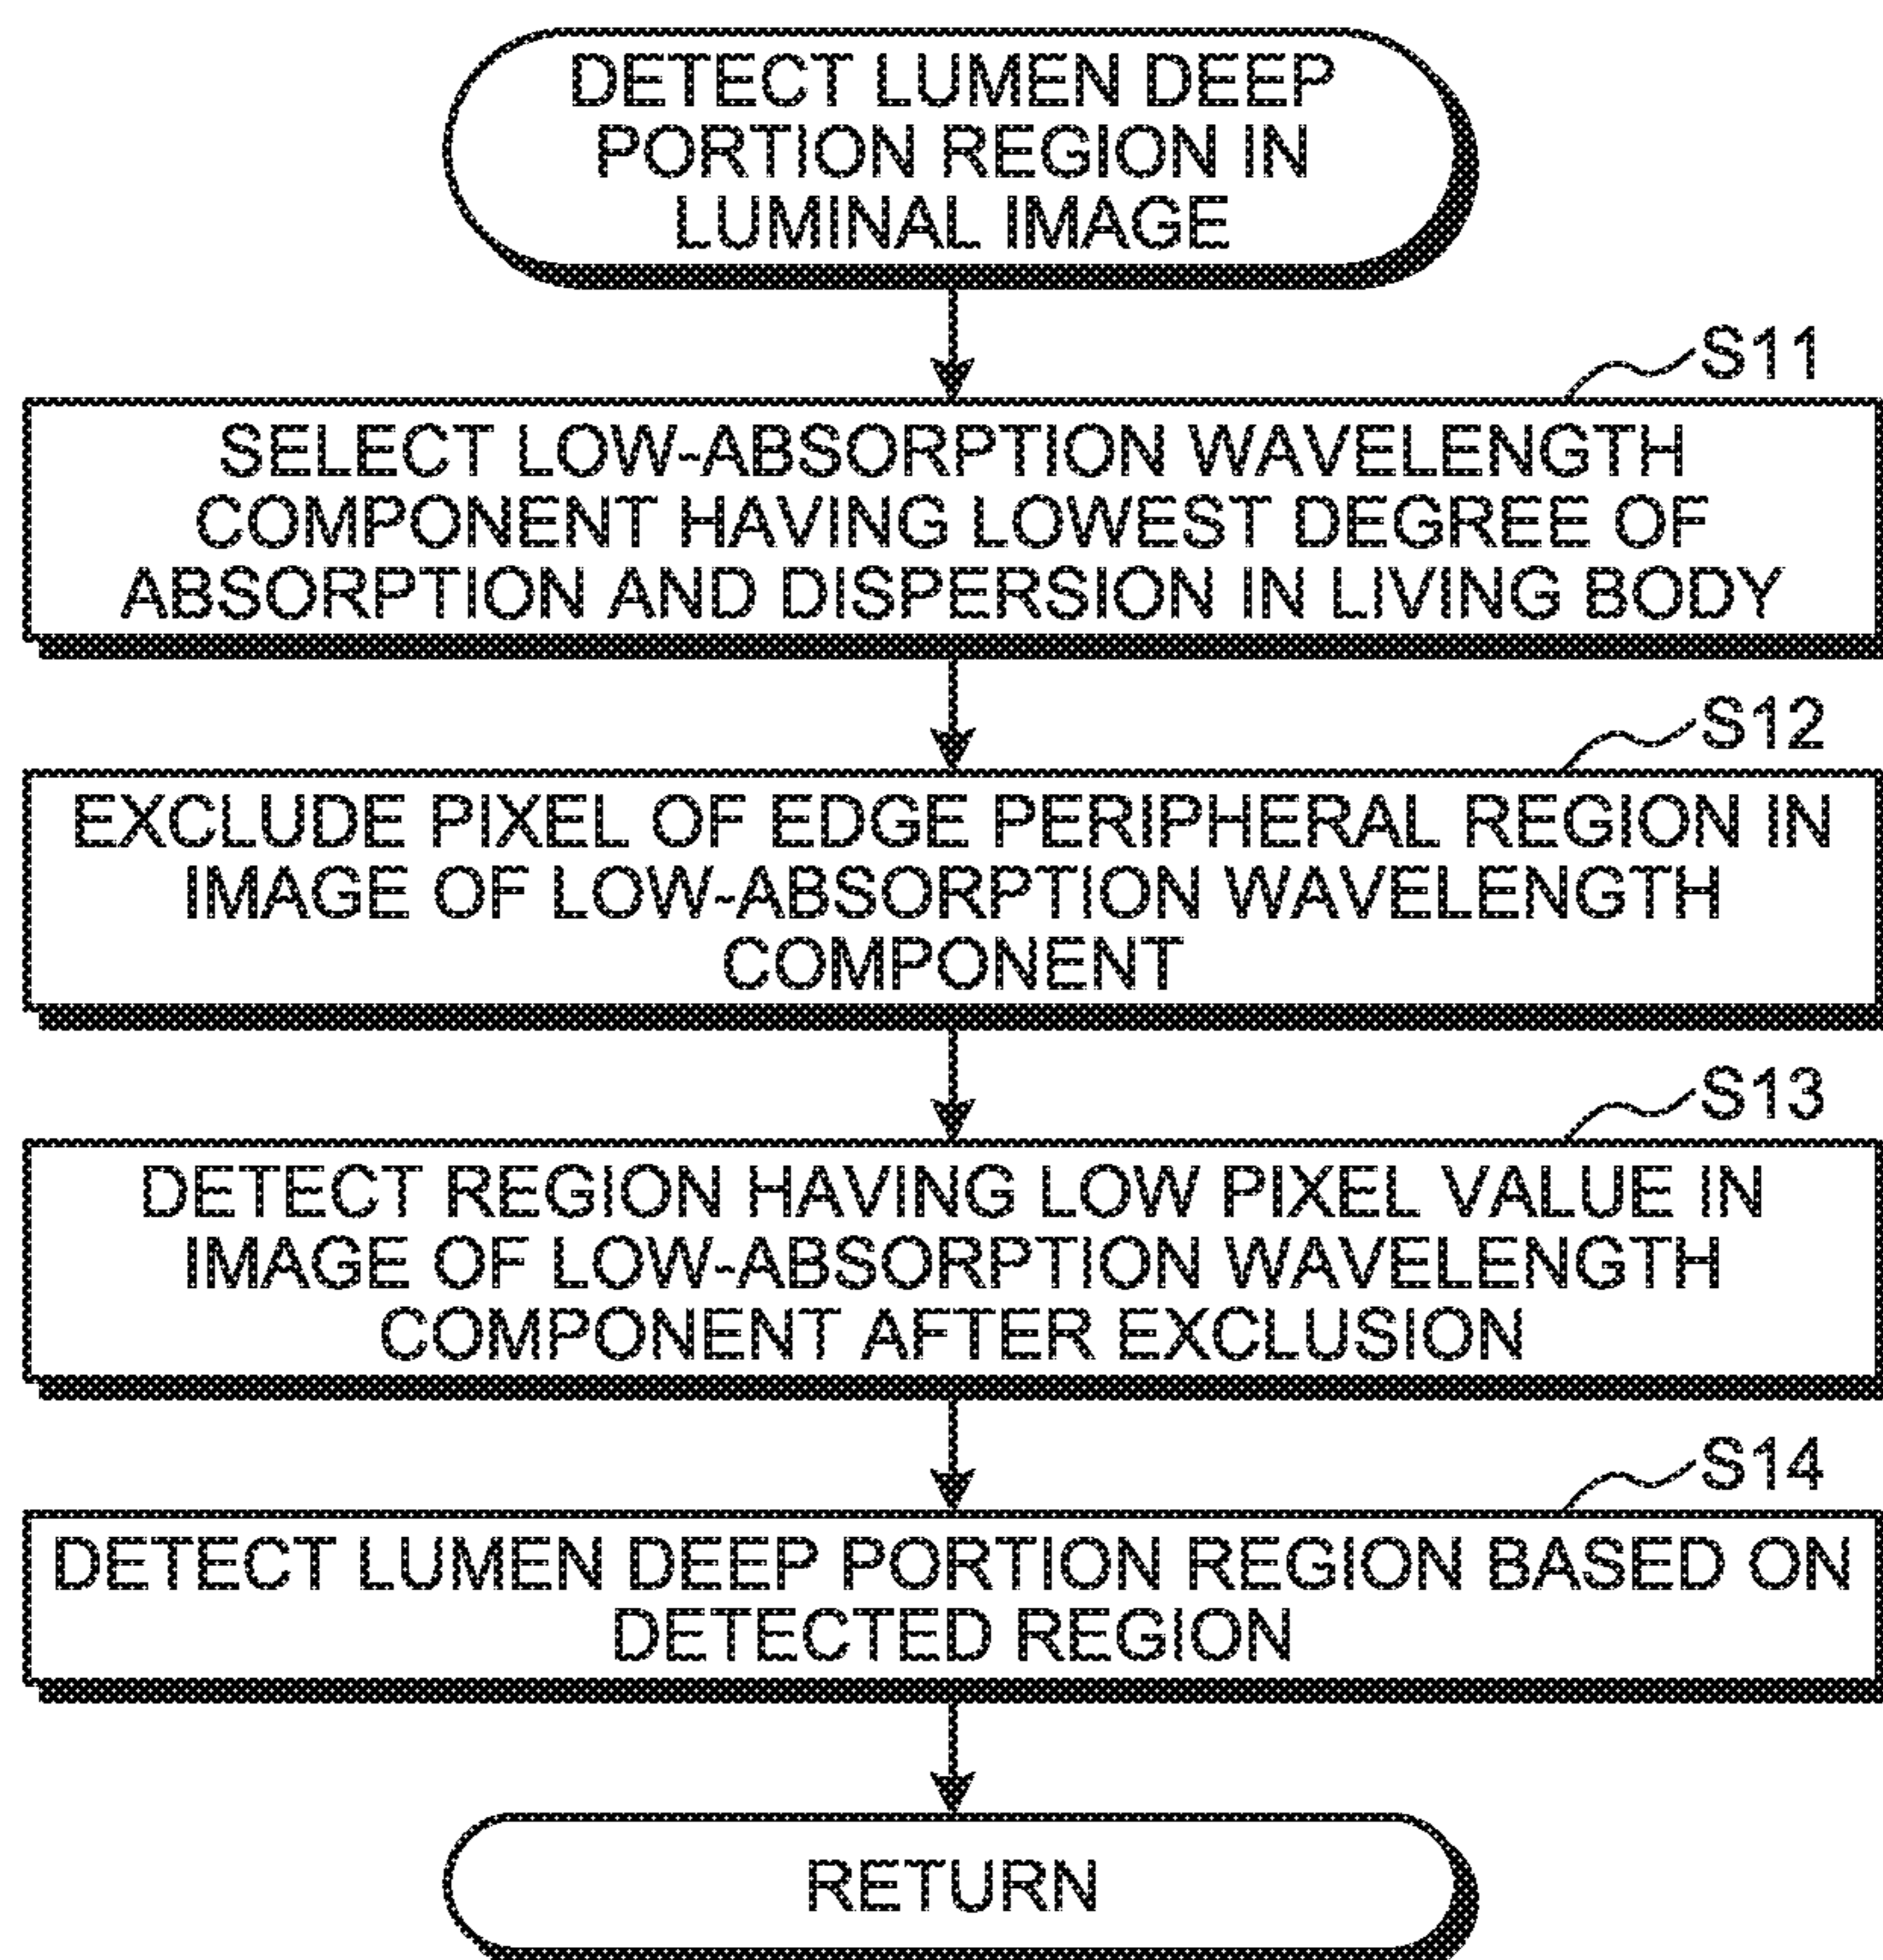 DETECT LUMEN DEEP
PORTION REGION IN
LUMINAL IMAGE
S11
SELECT LOW-ABSORPTION WAVELENGTH
COMPONENT HAVING LOWEST DEGREE OF
ABSORPTION AND DISPERSION IN LIVING BODY
S12
EXCLUDE PIXEL OF EDGE PERIPHERAL REGION IN
IMAGE OF LOW-ABSORPTION WAVELENGTH
COMPONENT
S13
DETECT REGION HAVING LOW PIXEL VALUE IN
IMAGE OF LOW-ABSORPTION WAVELENGTH
COMPONENT AFTER EXCLUSION
S14
DETECT LUMEN DEEP PORTION REGION BASED ON
DETECTED REGION
RETURN